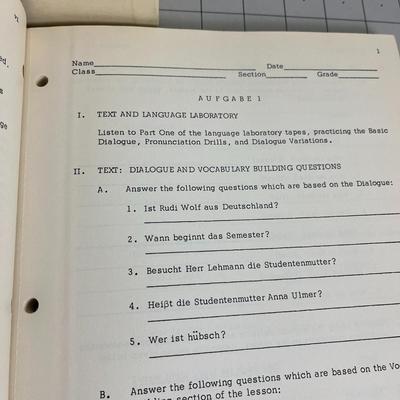 1
Name Date
Class Section Grade
AUFGABE 1
I. TEXT AND LANGUAGE LABORATORY
Listen to Part One of the language laboratory tapes, practicing the Basic
Dialogue, Pronunciation Drills, and Dialogue Variations.
II. TEXT: DIALOGUE AND VOCABULARY BUILDING QUESTIONS
A. Answer the following questions which are based on the Dialogue:
1. Ist Rudi Wolf aus Deutschland?
2. Wann beginnt das Semester?
3. Besucht Herr Lehmann die Studentenmutter?
4. Heißt die Studentenmutter Anna Ulmer?
5. Wer ist hübsch?
B. Answer the following questions which are based on the
section of the lesson: